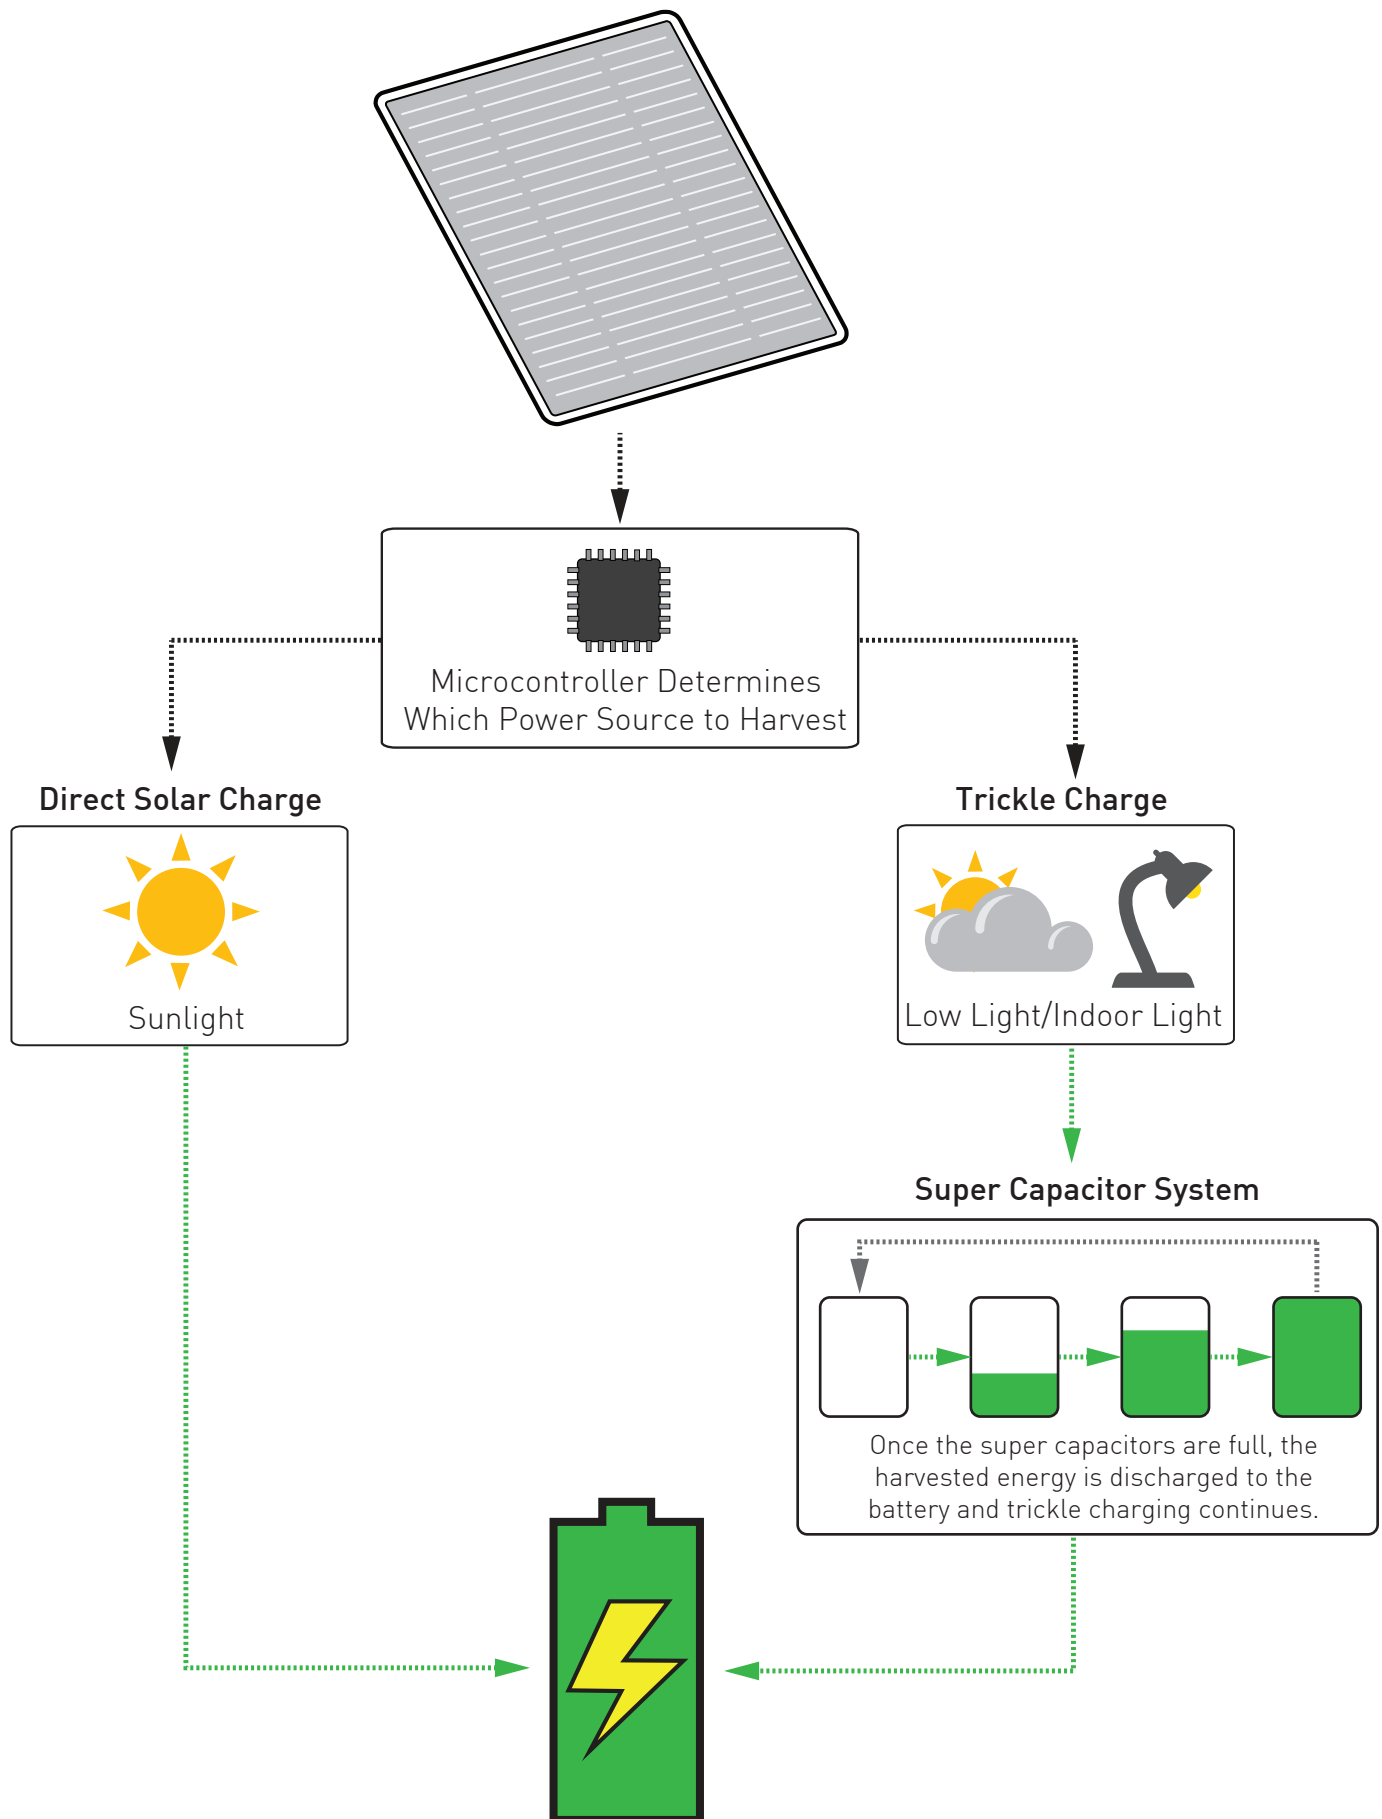 Microcontroller Determines
Which Power Source to Harvest
Direct Solar Charge
Sunlight
Trickle Charge
Low Light/Indoor Light
Super Capacitor System
Once the super capacitors are full, the
harvested energy is discharged to the
battery and trickle charging continues.